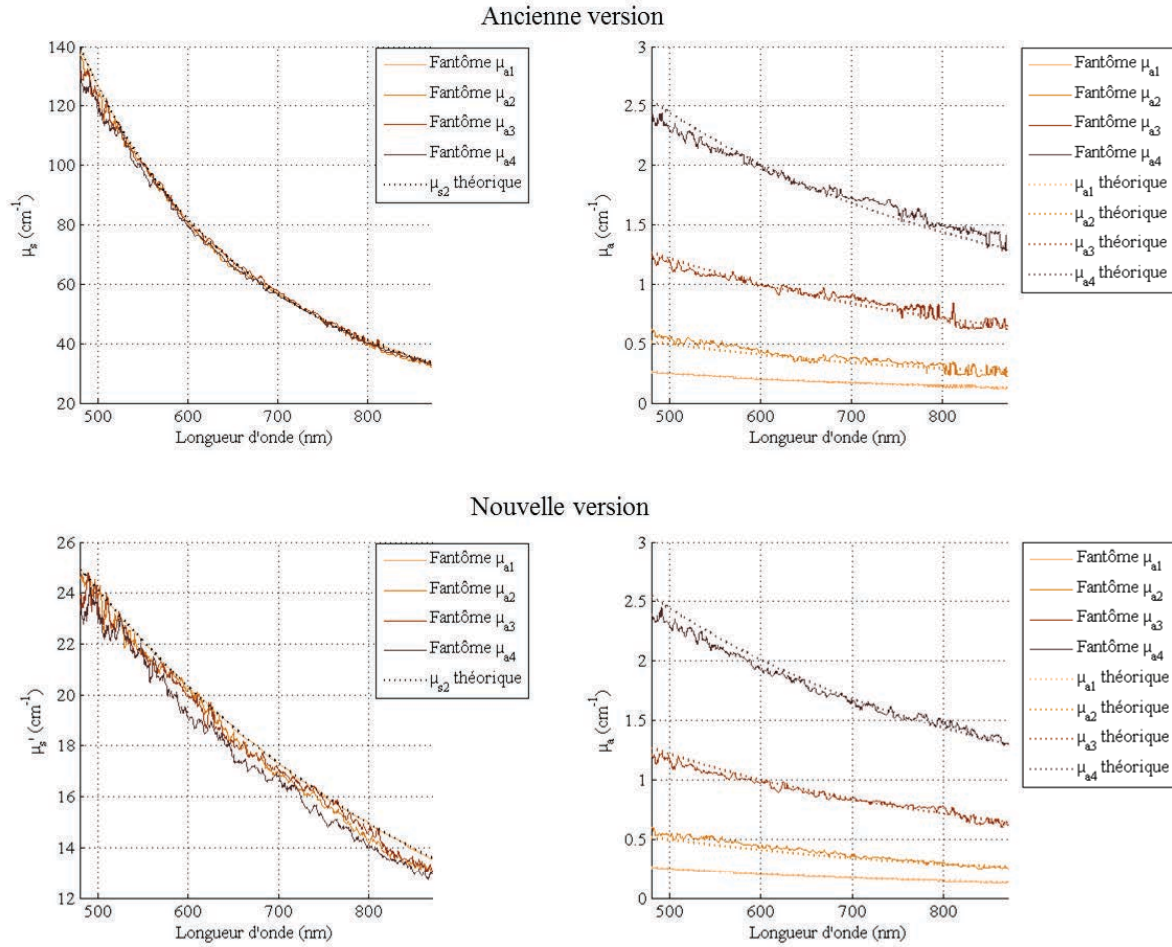 Ancienne version
140
120
100
80
60
40
20
500 600 700 800
Longueur d'onde (nm)
μs (cm-1)
Fantôme μa1
Fantôme μa2
Fantôme μa3
Fantôme μa4
μs2 théorique
3
2.5
2
1.5
1
0.5
0
500 600 700 800
Longueur d'onde (nm)
μa (cm-1)
Fantôme μa1
Fantôme μa2
Fantôme μa3
Fantôme μa4
μa1 théorique
μa2 théorique
μa3 théorique
μa4 théorique
Nouvelle version
26
24
22
20
18
16
14
12
500 600 700 800
Longueur d'onde (nm)
μs' (cm-1)
Fantôme μa1
Fantôme μa2
Fantôme μa3
Fantôme μa4
μs2 théorique
3
2.5
2
1.5
1
0.5
0
500 600 700 800
Longueur d'onde (nm)
μa (cm-1)
Fantôme μa1
Fantôme μa2
Fantôme μa3
Fantôme μa4
μa1 théorique
μa2 théorique
μa3 théorique
μa4 théorique